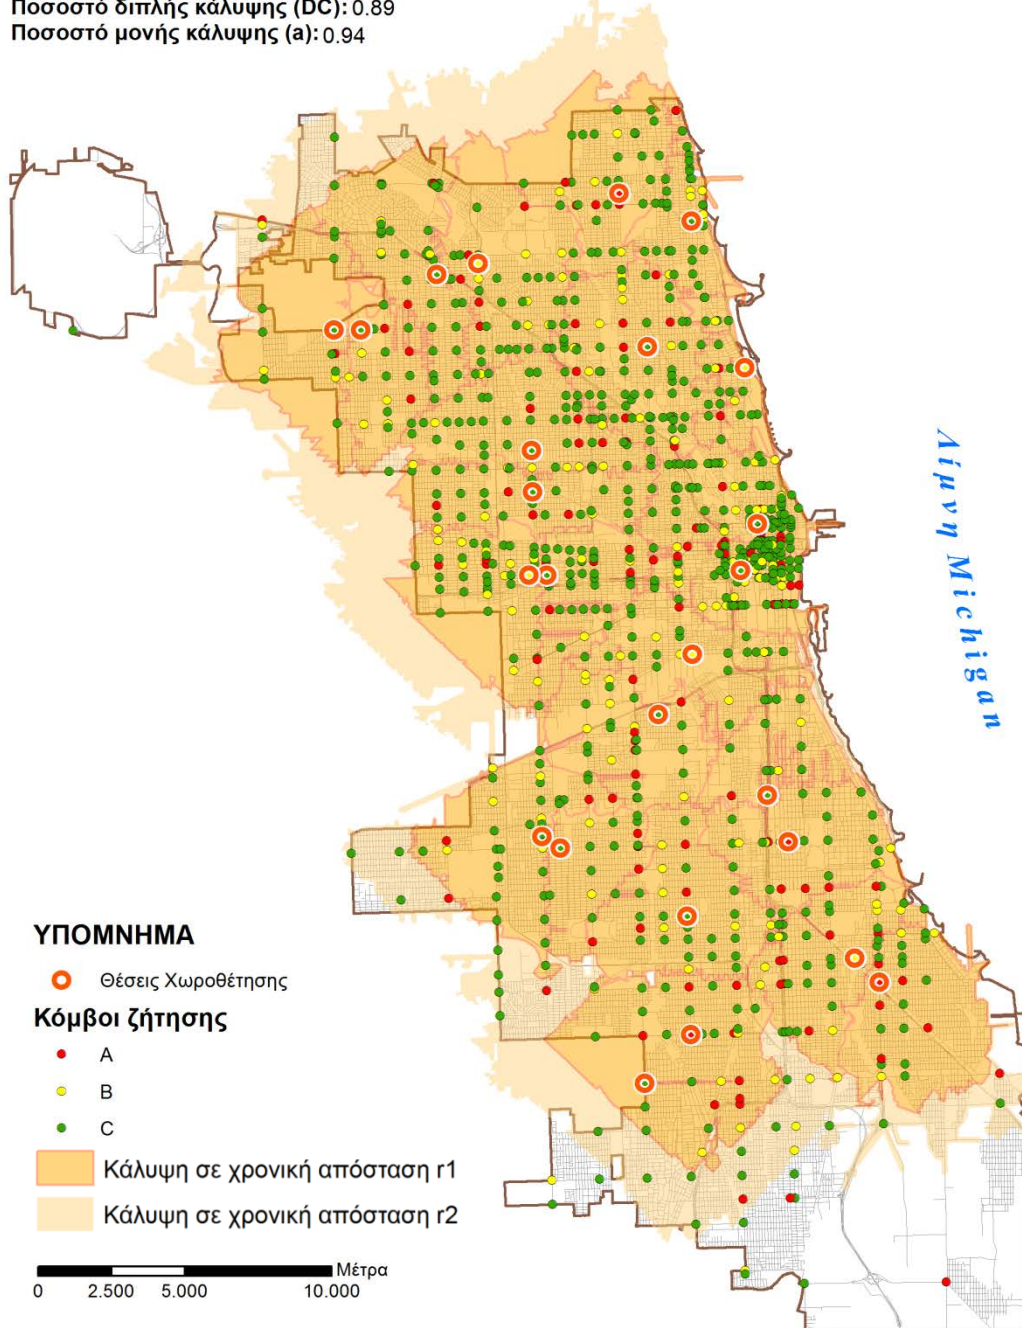 Ποσοστό διπλής κάλυψης (DC): 0.89
Ποσοστό μονής κάλυψης (a): 0.94
Λίμνη Michigan
ΥΠΟΜΝΗΜΑ
Θέσεις Χωροθέτησης
Κόμβοι ζήτησης
A
B
C
Κάλυψη σε χρονική απόσταση r1
Κάλυψη σε χρονική απόσταση r2
Μέτρα
0 2.500 5.000 10.000